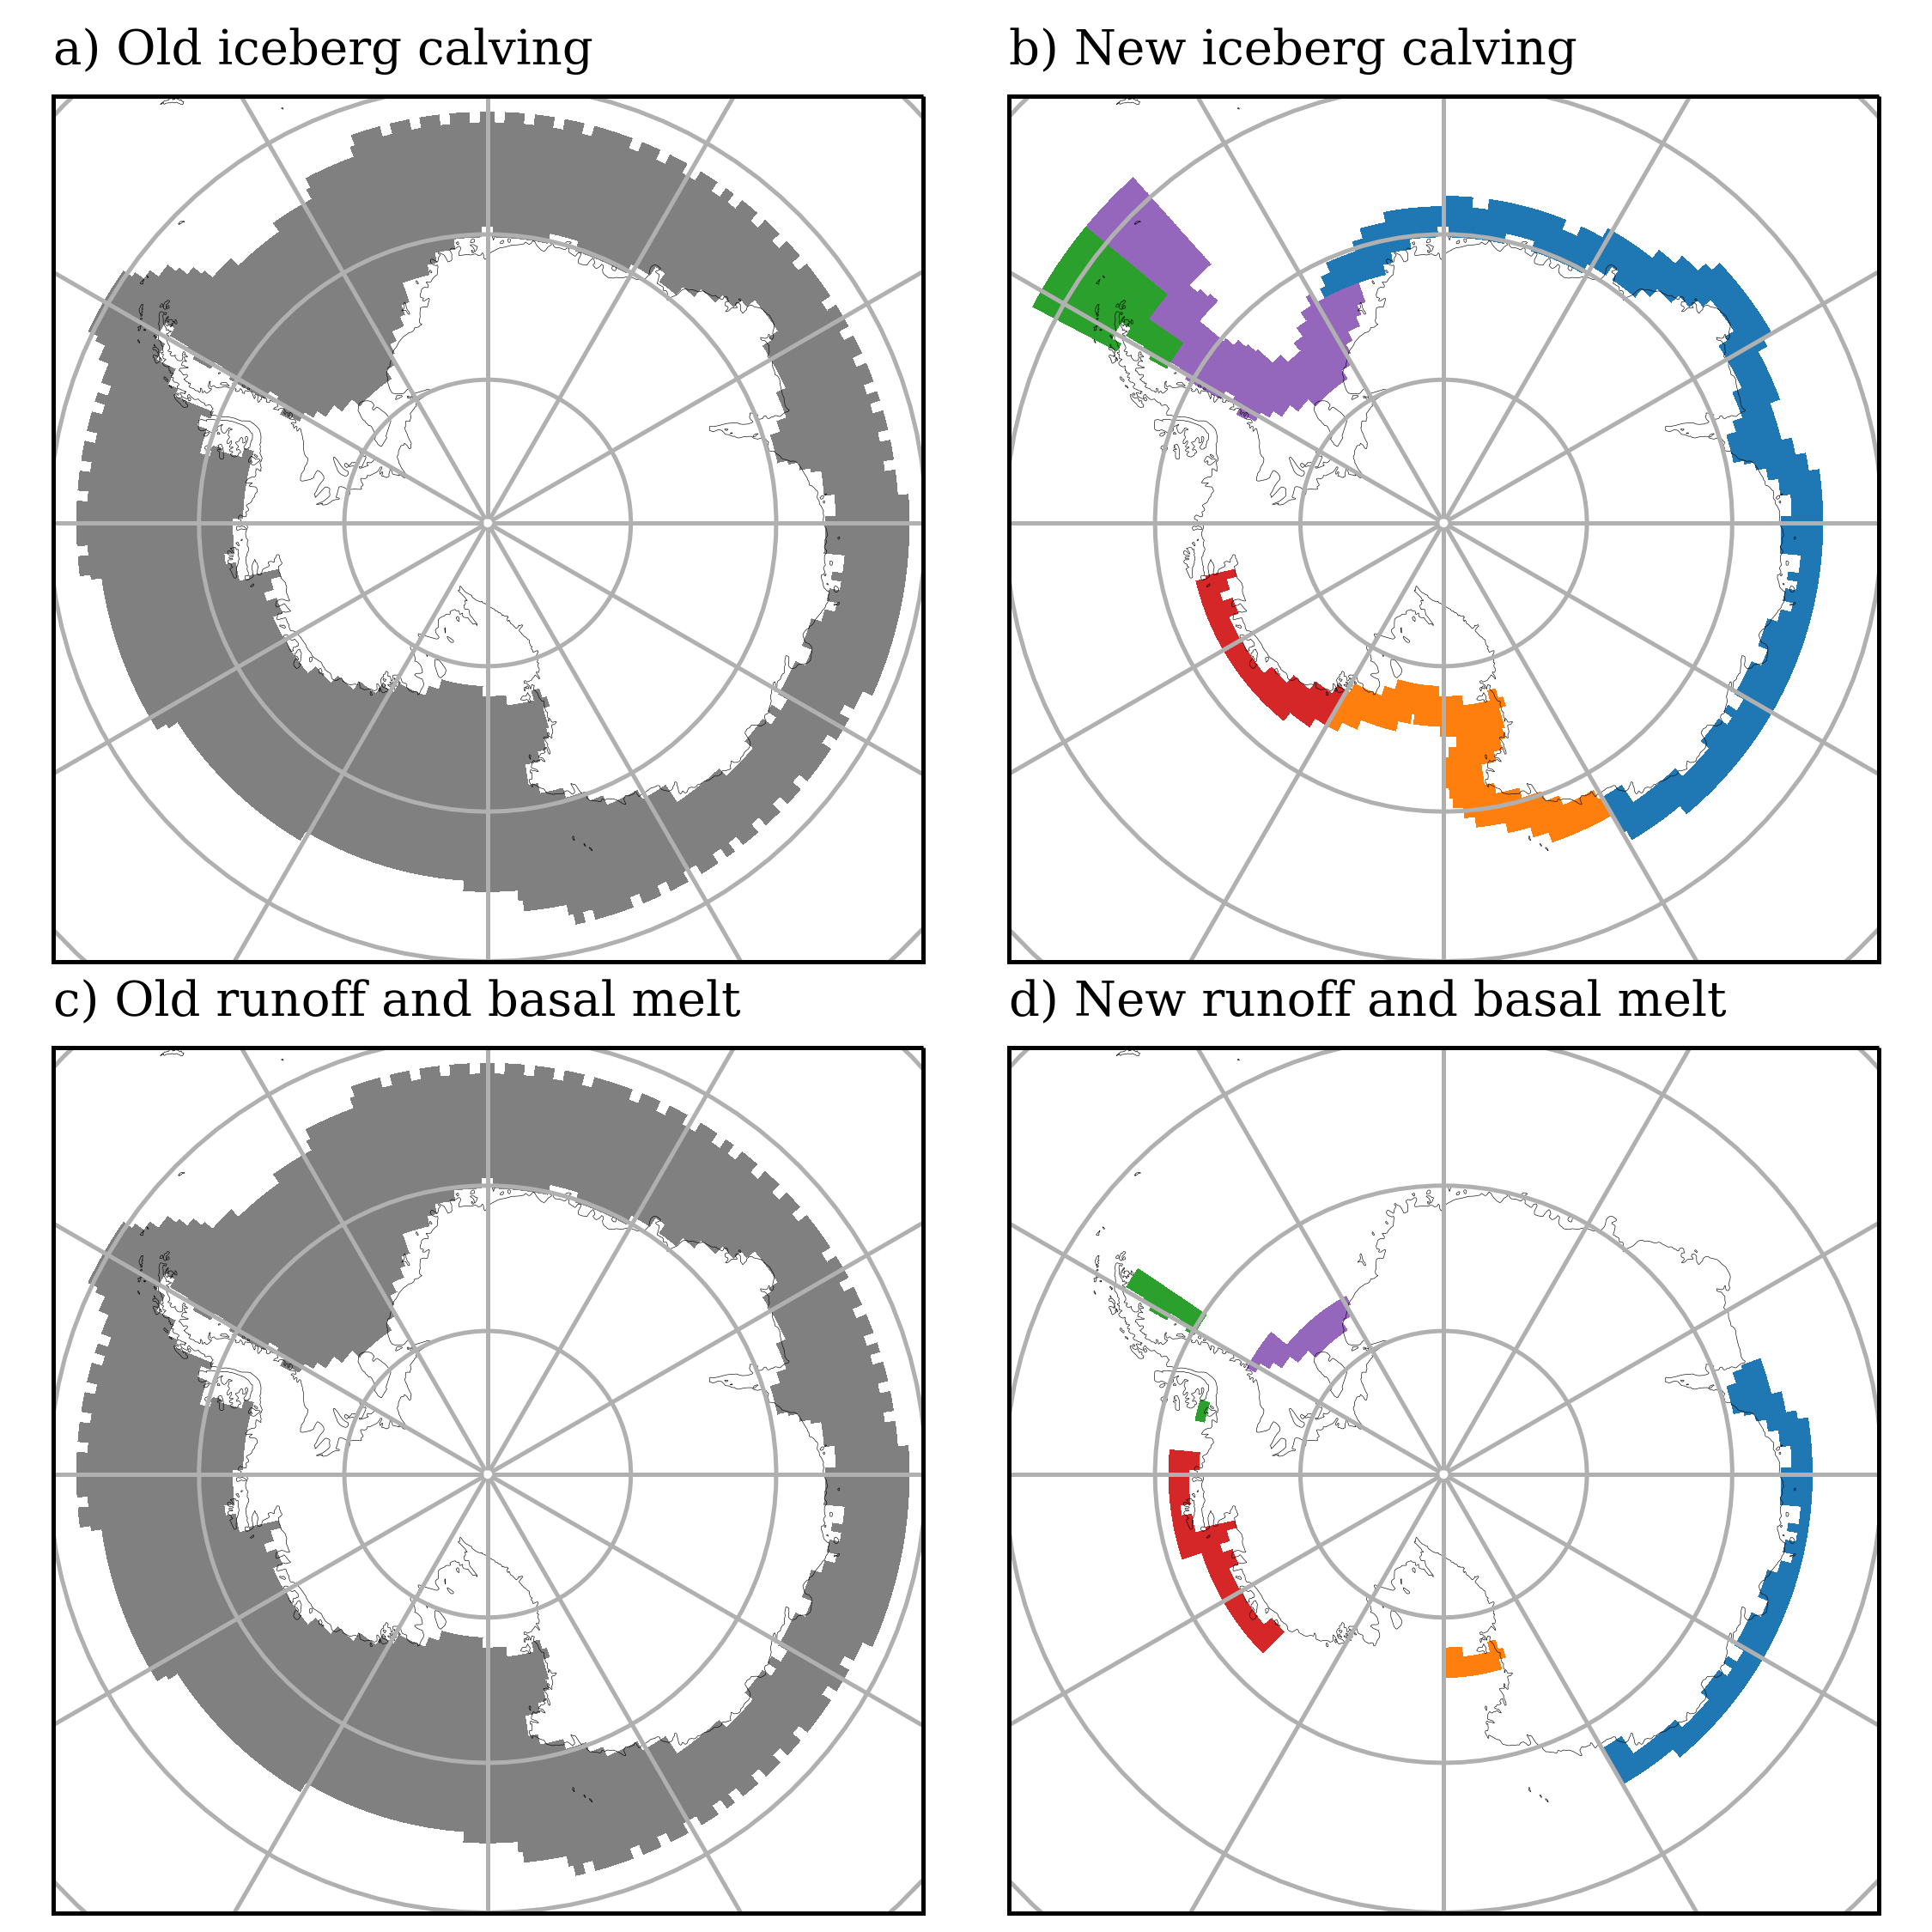 a) Old iceberg calving
b) New iceberg calving
c) Old runoff and basal melt
d) New runoff and basal melt